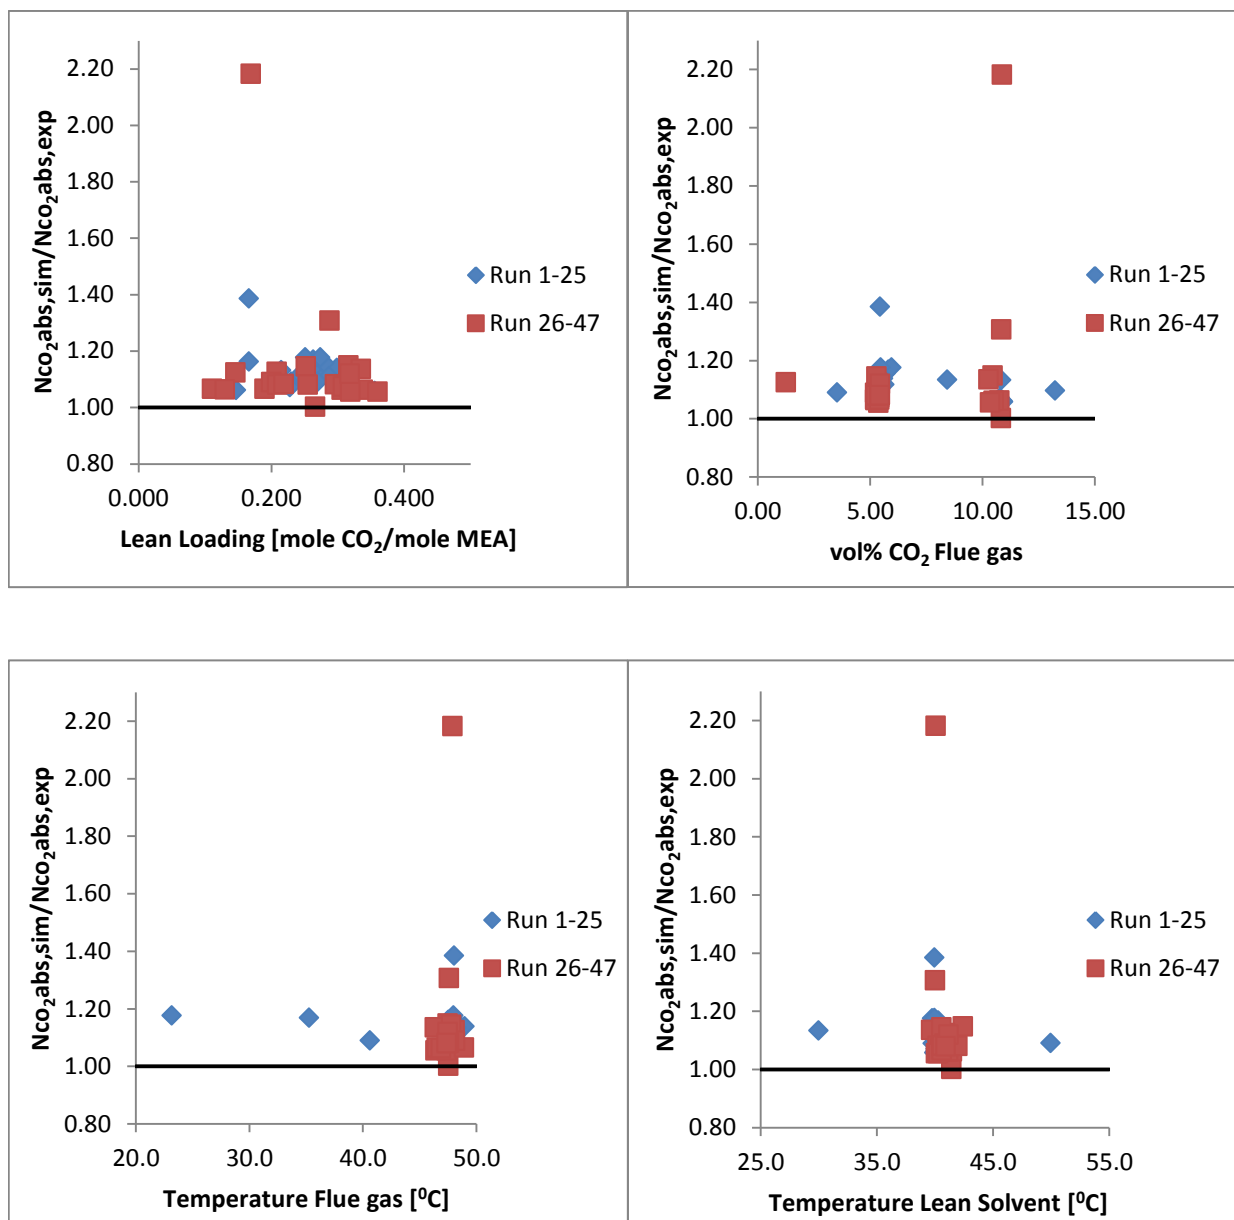 Nco₂abs,sim/Nco₂abs,exp
2.20
2.00
1.80
1.60
1.40
1.20
1.00
0.80
0.000 0.200 0.400
Lean Loading [mole CO₂/mole MEA]
Run 1-25
Run 26-47
Nco₂abs,sim/Nco₂abs,exp
2.20
2.00
1.80
1.60
1.40
1.20
1.00
0.80
0.00 5.00 10.00 15.00
vol% CO₂ Flue gas
Run 1-25
Run 26-47
Nco₂abs,sim/Nco₂abs,exp
2.20
2.00
1.80
1.60
1.40
1.20
1.00
0.80
20.0 30.0 40.0 50.0
Temperature Flue gas [⁰C]
Run 1-25
Run 26-47
Nco₂abs,sim/Nco₂abs,exp
2.20
2.00
1.80
1.60
1.40
1.20
1.00
0.80
25.0 35.0 45.0 55.0
Temperature Lean Solvent [⁰C]
Run 1-25
Run 26-47